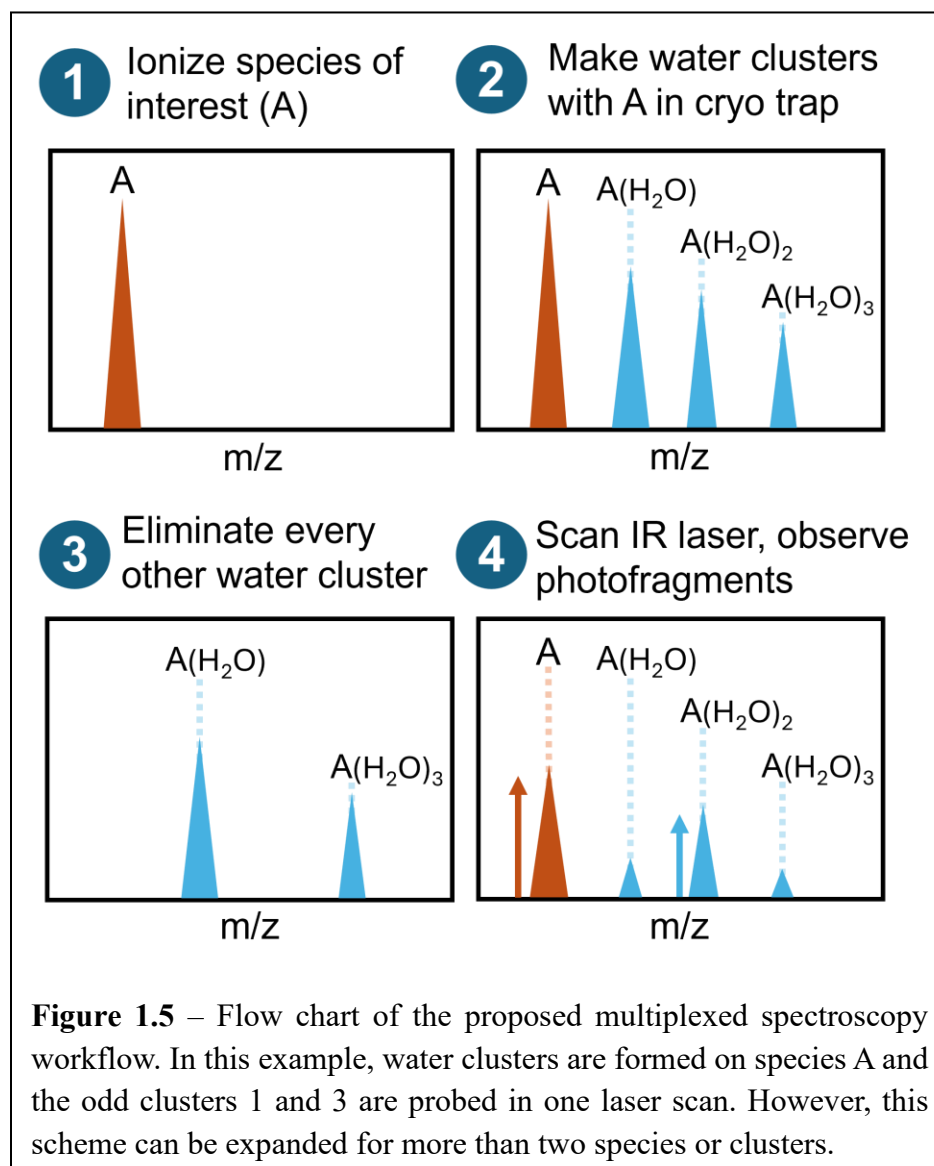 1 Ionize species of
interest (A)
A
m/z
2 Make water clusters
with A in cryo trap
A
A(H₂O)
A(H₂O)₂
A(H₂O)₃
m/z
3 Eliminate every
other water cluster
A(H₂O)
A(H₂O)₃
m/z
4 Scan IR laser, observe
photofragments
A
A(H₂O)
A(H₂O)₂
A(H₂O)₃
m/z
Figure 1.5 – Flow chart of the proposed multiplexed spectroscopy
workflow. In this example, water clusters are formed on species A and
the odd clusters 1 and 3 are probed in one laser scan. However, this
scheme can be expanded for more than two species or clusters.